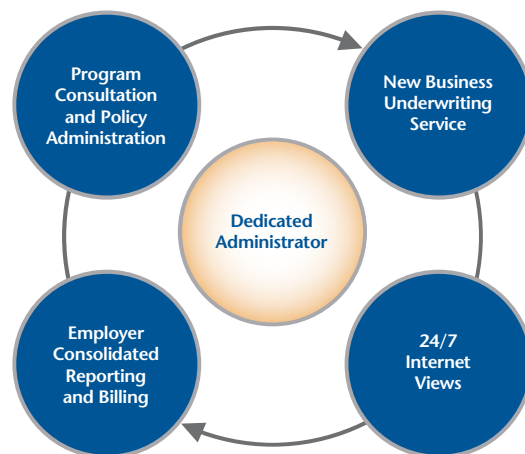 Program
Consultation
and Policy
Administration
New Business
Underwriting
Service
Dedicated
Administrator
Employer
Consolidated
Reporting
and Billing
24/7
Internet
Views